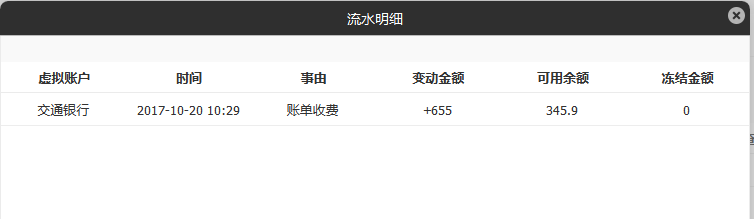 流水明细
虚拟账户 时间 事由 变动金额 可用余额 冻结金额
交通银行 2017-10-20 10:29 账单收费 +655 345.9 0